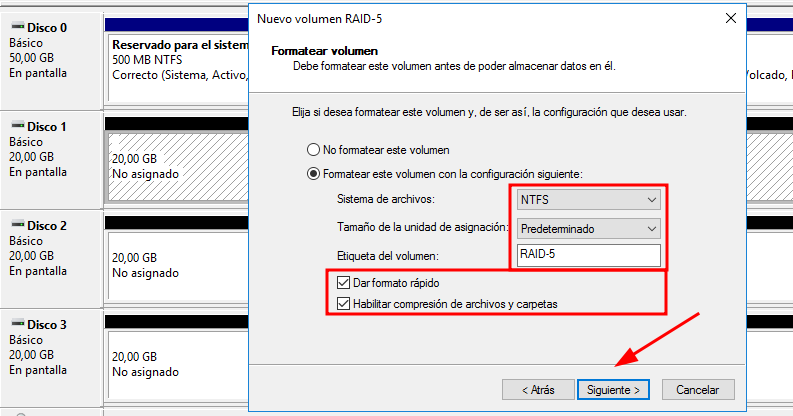 Disco 0
Básico
50,00 GB
En pantalla
Reservado para el sistem
500 MB NTFS
Correcto (Sistema, Activo,
Volcado, I
Disco 1
Básico
20,00 GB
En pantalla
20,00 GB
No asignado
Disco 2
Básico
20,00 GB
En pantalla
20,00 GB
No asignado
Disco 3
Básico
20,00 GB
En pantalla
20,00 GB
No asignado
Nuevo volumen RAID-5
Formatear volumen
Debe formatear este volumen antes de poder almacenar datos en él.
Elija si desea formatear este volumen y, de ser así, la configuración que desea usar.
No formatear este volumen
Formatear este volumen con la configuración siguiente:
Sistema de archivos: NTFS
Tamaño de la unidad de asignación: Predeterminado
Etiqueta del volumen: RAID-5
Dar formato rápido
Habilitar compresión de archivos y carpetas
< Atrás Siguiente > Cancelar